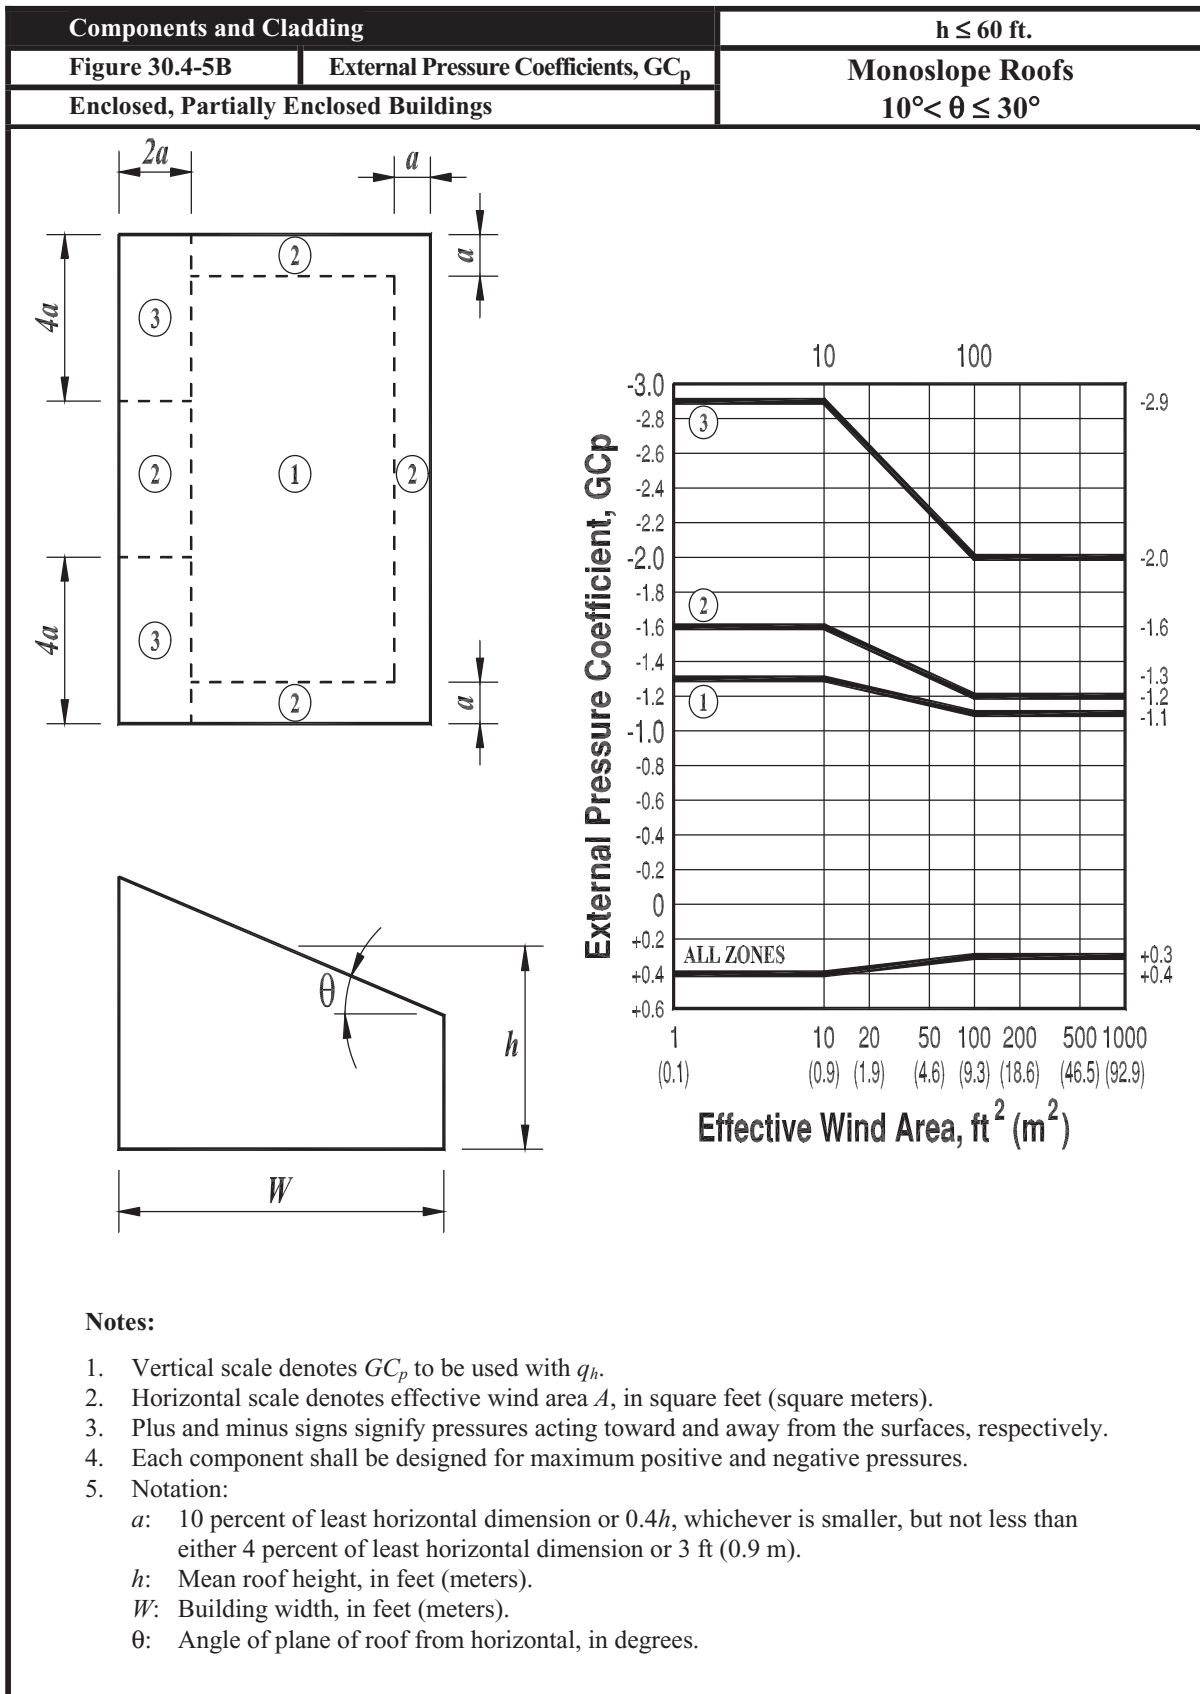 Components and Cladding
h ≤ 60 ft.
Figure 30.4-5B
External Pressure Coefficients, GCp
Monoslope Roofs
Enclosed, Partially Enclosed Buildings
10°< θ ≤ 30°
2a
a
2
a
4a
3
2
1
2
4a
3
2
a
10 100
-3.0
-2.8
-2.6
-2.4
-2.2
-2.0
-1.8
-1.6
-1.4
-1.2
-1.0
-0.8
-0.6
-0.4
-0.2
0
+0.2
+0.4
+0.6
External Pressure Coefficient, GCp
3
2
1
ALL ZONES
-2.9
-2.0
-1.6
-1.3
-1.2
-1.1
+0.3
+0.4
1 10 20 50 100 200 500 1000
(0.1) (0.9) (1.9) (4.6) (9.3) (18.6) (46.5) (92.9)
Effective Wind Area, ft² (m²)
θ
h
W
Notes:
1. Vertical scale denotes GCp to be used with qh.
2. Horizontal scale denotes effective wind area A, in square feet (square meters).
3. Plus and minus signs signify pressures acting toward and away from the surfaces, respectively.
4. Each component shall be designed for maximum positive and negative pressures.
5. Notation:
a: 10 percent of least horizontal dimension or 0.4h, whichever is smaller, but not less than
either 4 percent of least horizontal dimension or 3 ft (0.9 m).
h: Mean roof height, in feet (meters).
W: Building width, in feet (meters).
θ: Angle of plane of roof from horizontal, in degrees.